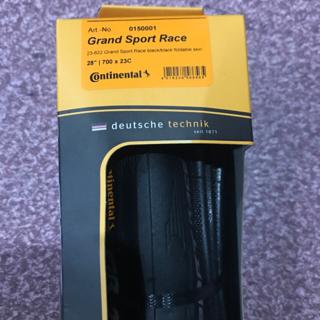 Art.-No. 0150001
Grand Sport Race
23-622 Grand Sport Race black/black foldable skin
28" | 700 x 23C
Continental
deutsche technik
seit 1871